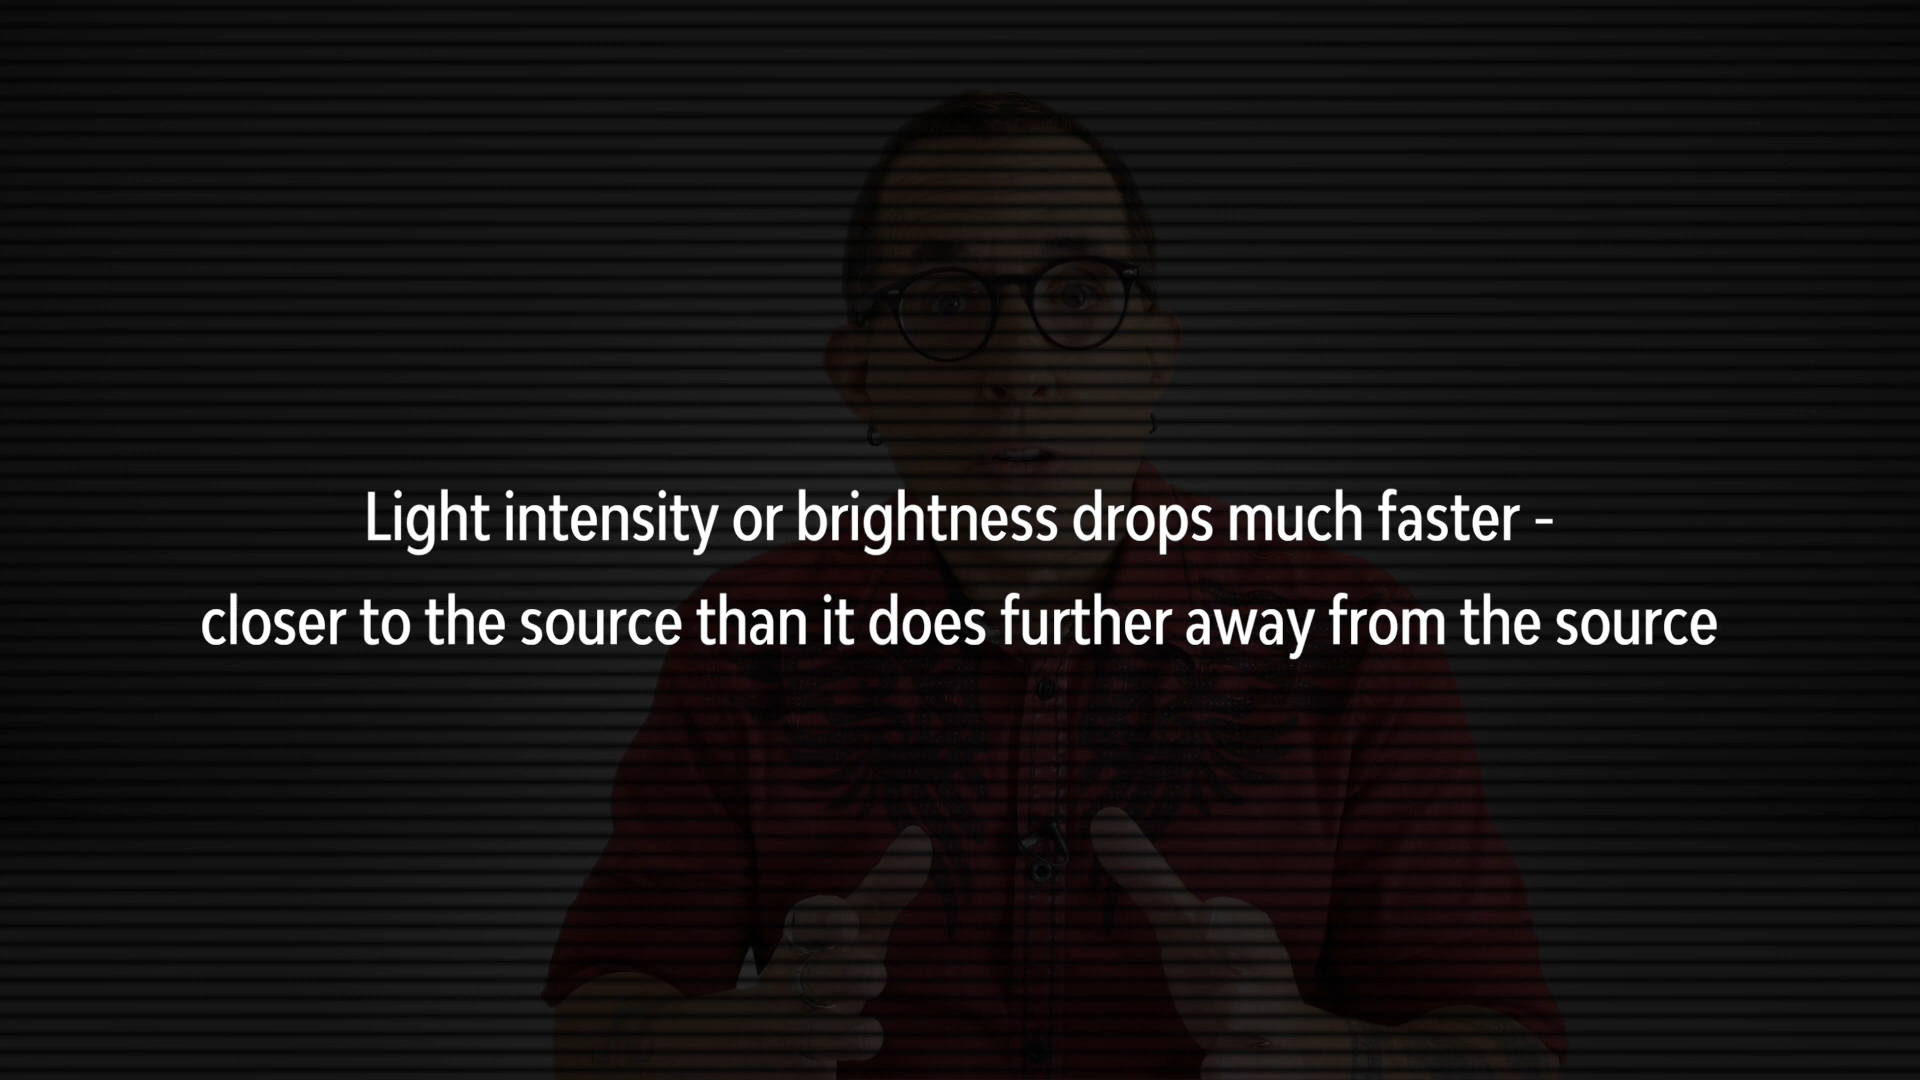 Light intensity or brightness drops much faster -
closer to the source than it does further away from the source